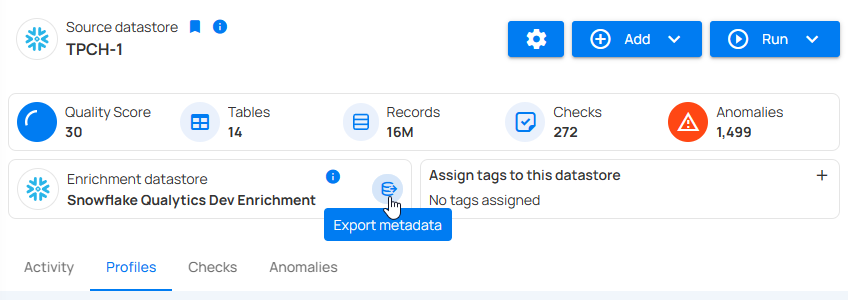 Source datastore
TPCH-1
Add
Run
Quality Score
30
Tables
14
Records
16M
Checks
272
Anomalies
1,499
Enrichment datastore
Snowflake Qualytics Dev Enrichment
Assign tags to this datastore
No tags assigned
Export metadata
Activity Profiles Checks Anomalies